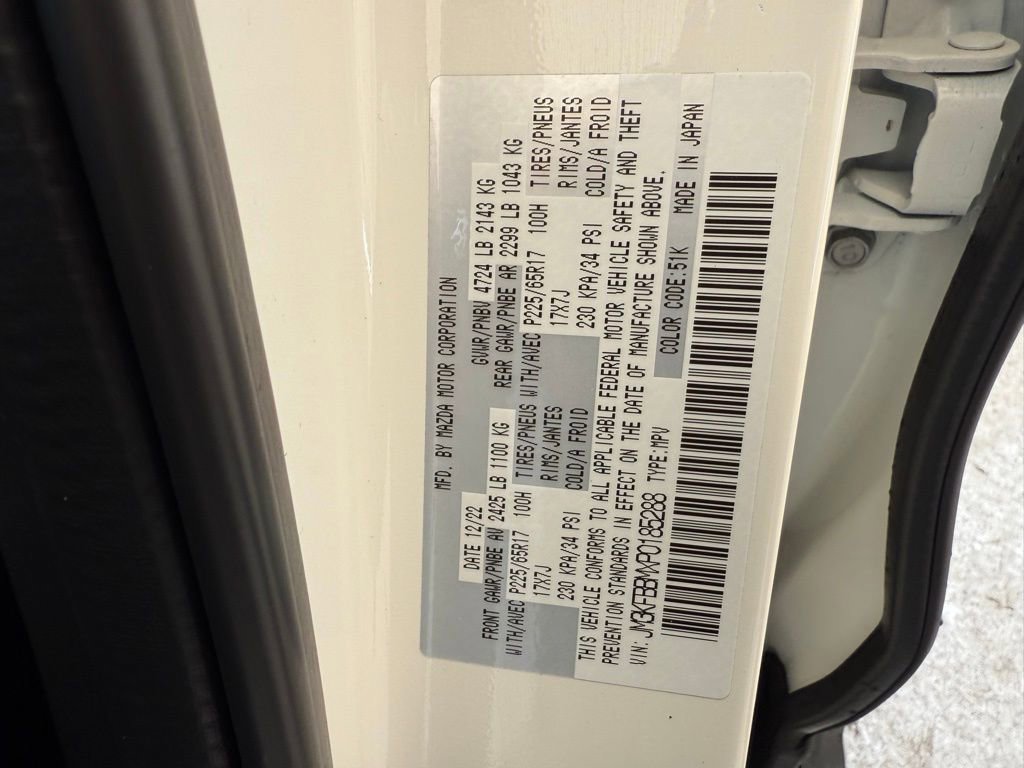 MFD. BY MAZDA MOTOR CORPORATION
DATE 12/22 GVWR/PNBV 4724 LB 2143 KG
FRONT GAWR/PNBE AV 2425 LB 1100 KG REAR GAWR/PNBE AR 2299 LB 1043 KG
WITH/AVEC P225/65R17 100H TIRES/PNEUS WITH/AVEC P225/65R17 100H TIRES/PNEUS
17X7J RIMS/JANTES 17X7J RIMS/JANTES
230 KPA/34 PSI COLD/A FROID 230 KPA/34 PSI COLD/A FROID
THIS VEHICLE CONFORMS TO ALL APPLICABLE FEDERAL MOTOR VEHICLE SAFETY AND THEFT
PREVENTION STANDARDS IN EFFECT ON THE DATE OF MANUFACTURE SHOWN ABOVE.
VIN: JM3KFBBMXP0185288 TYPE:MPV COLOR CODE:51K MADE IN JAPAN